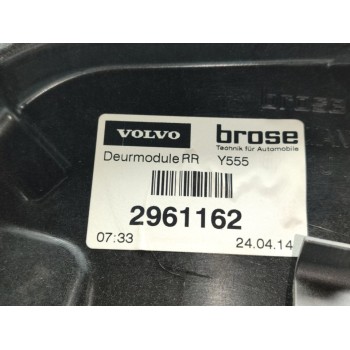 VOLVO brose
Technik für Automobile
Deurmodule RR Y555
2961162
07:33 24.04.14